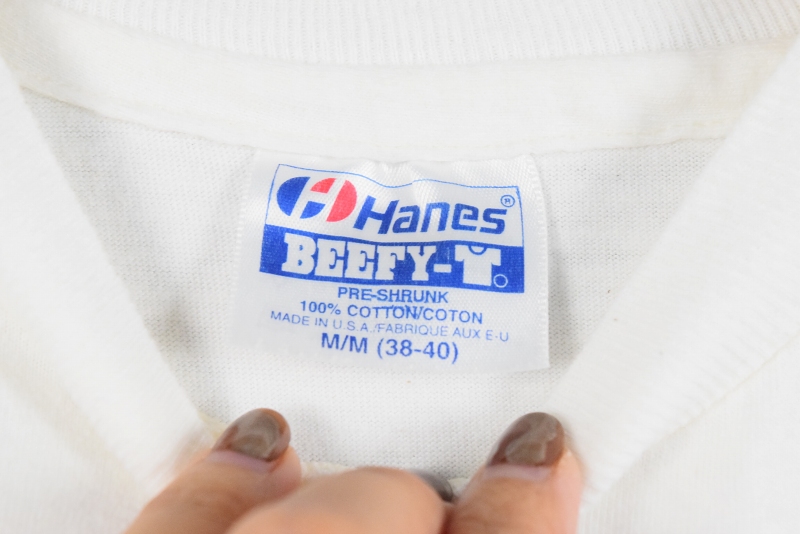 H Hanes®
BEEFY-T
PRE-SHRUNK
100% COTTON/COTON
MADE IN U.S.A./FABRIQUE AUX E-U
M/M (38-40)